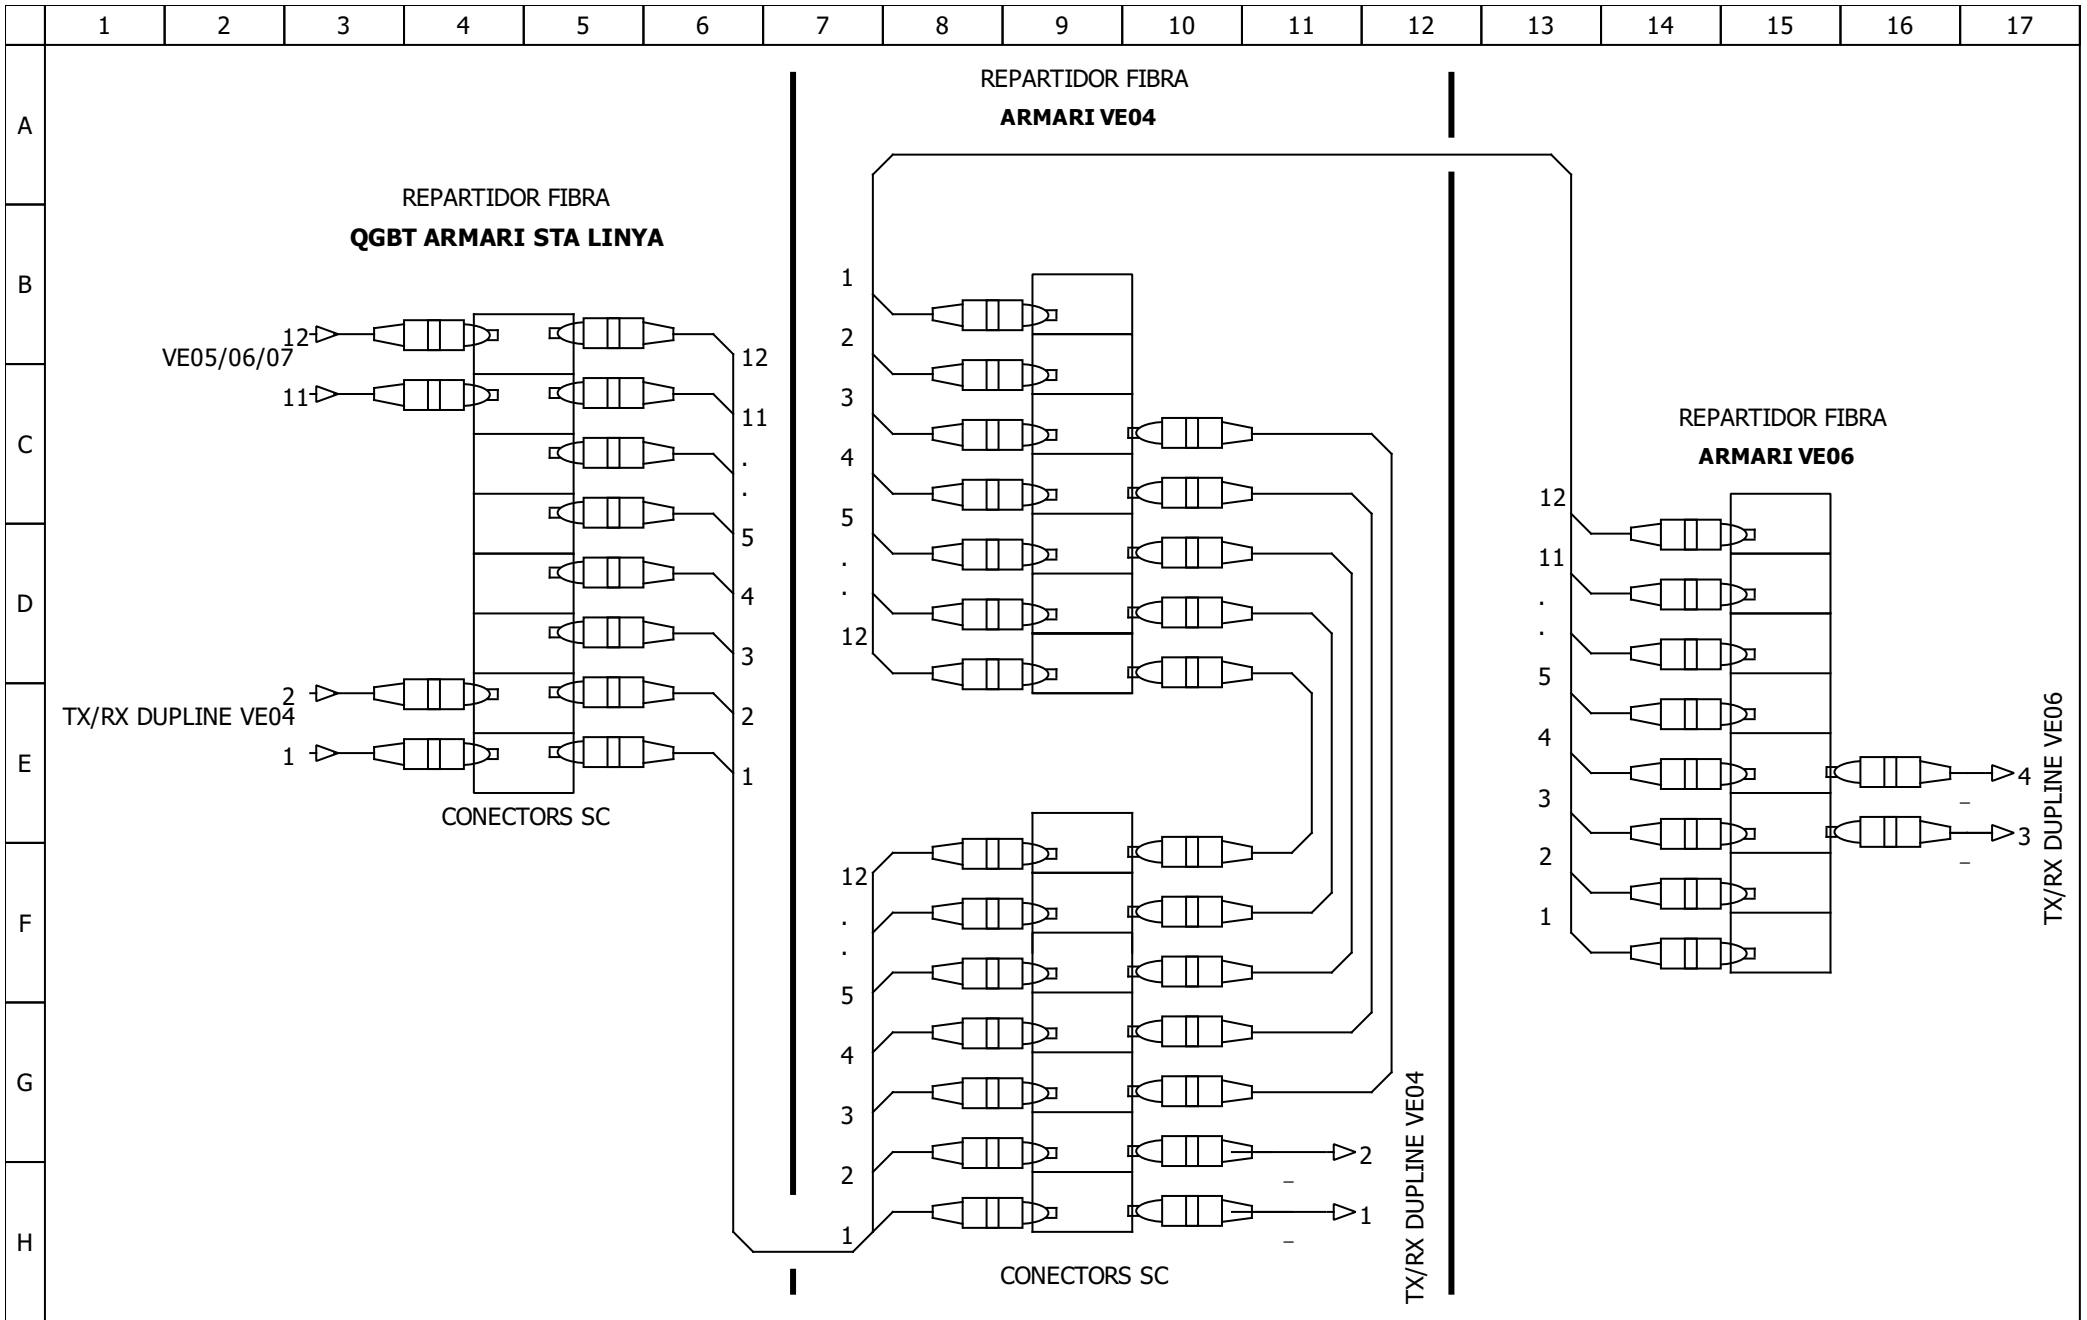 1 2 3 4 5 6 7 8 9 10 11 12 13 14 15 16 17
A
B
C
D
E
F
G
H
REPARTIDOR FIBRA
QGBT ARMARI STA LINYA
12
VE05/06/07
11
2
TX/RX DUPLINE VE04
1
12
11
.
.
5
4
3
2
1
CONECTORS SC
REPARTIDOR FIBRA
ARMARI VE04
1
2
3
4
5
.
.
12
12
.
.
5
4
3
2
1
2
_
1
_
TX/RX DUPLINE VE04
CONECTORS SC
REPARTIDOR FIBRA
ARMARI VE06
12
11
.
.
5
4
3
2
1
4
_
3
_
TX/RX DUPLINE VE06